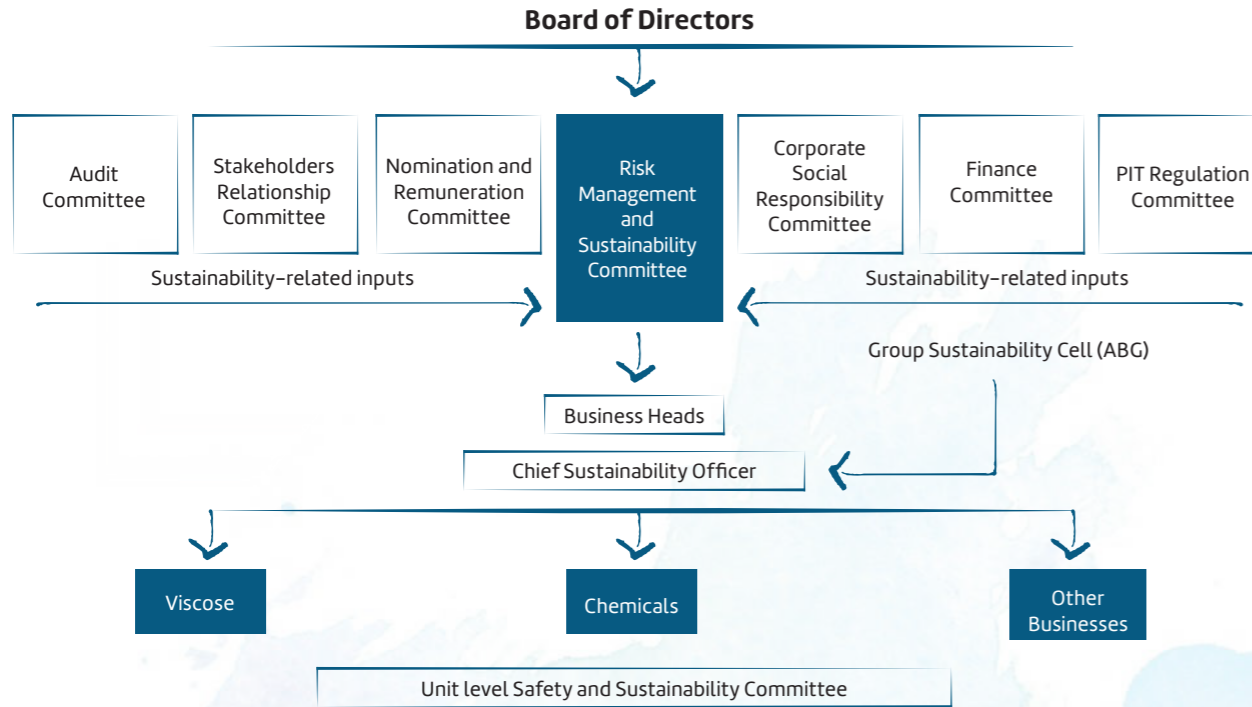 Board of Directors
Audit
Committee
Stakeholders
Relationship
Committee
Nomination and
Remuneration
Committee
Risk
Management
and
Sustainability
Committee
Corporate
Social
Responsibility
Committee
Finance
Committee
PIT Regulation
Committee
Sustainability-related inputs
Sustainability-related inputs
Group Sustainability Cell (ABG)
Business Heads
Chief Sustainability Officer
Viscose
Chemicals
Other
Businesses
Unit level Safety and Sustainability Committee